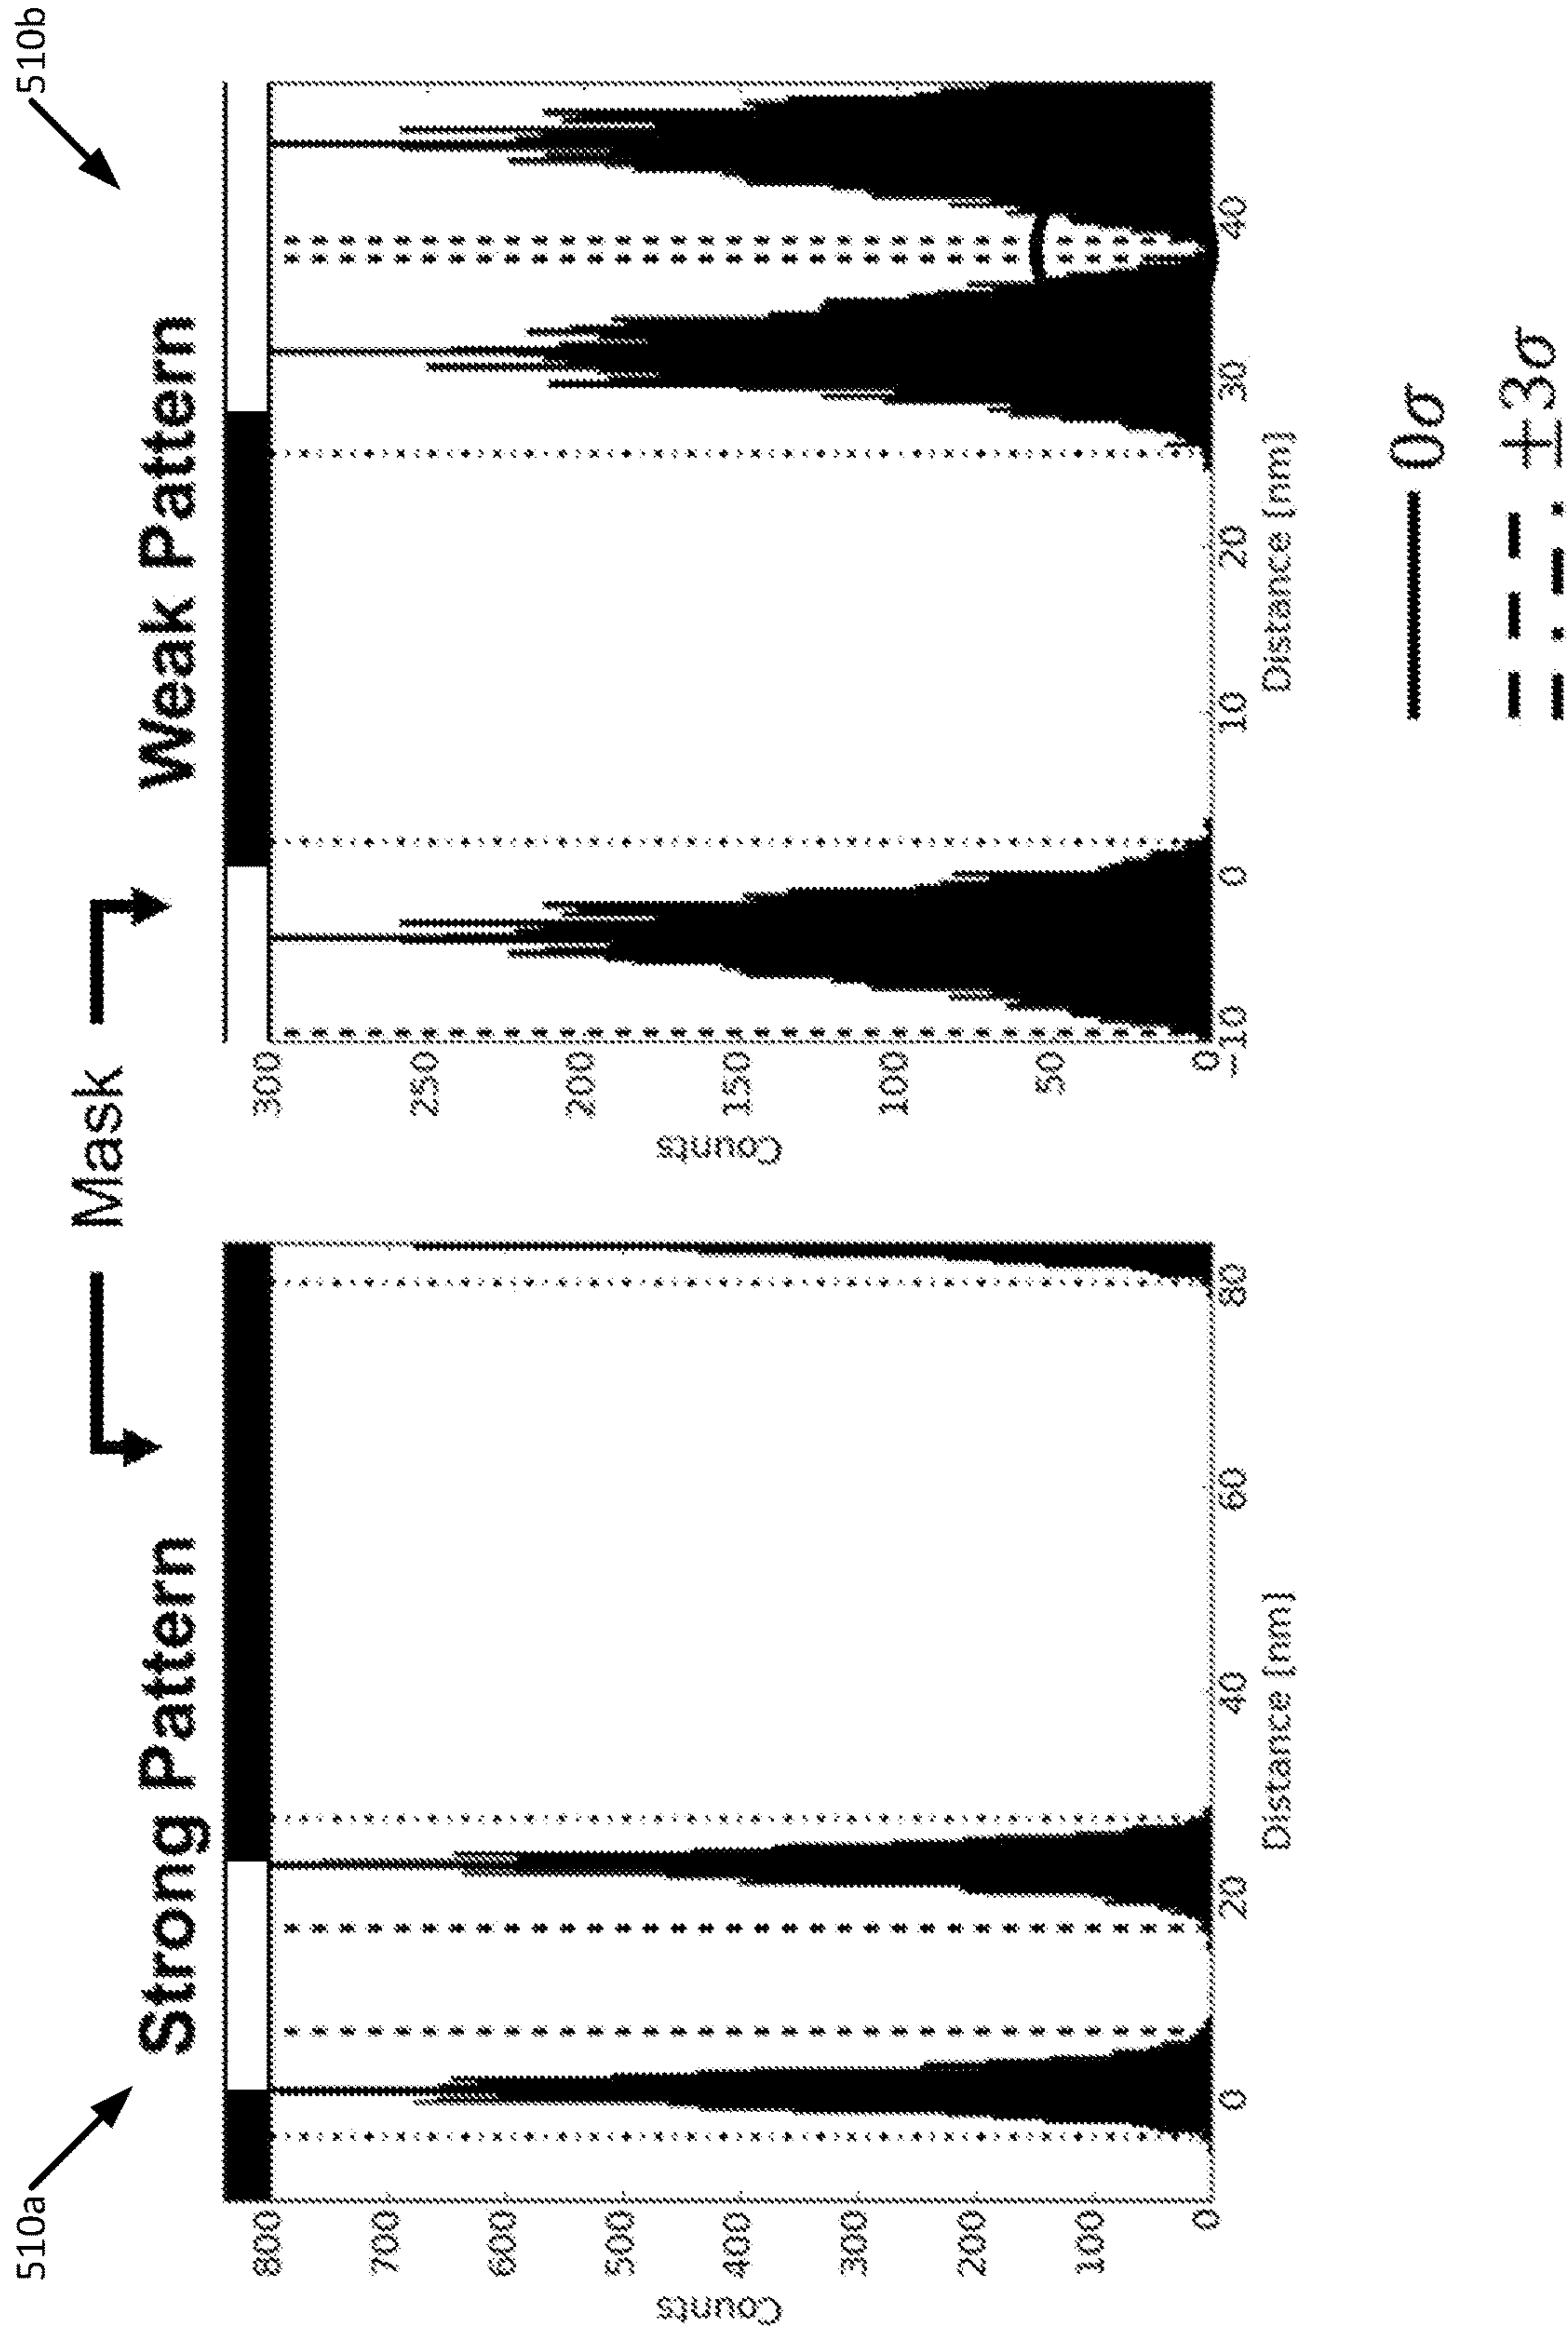 510a
510b
Mask
Strong Pattern
Weak Pattern
800
700
600
500
400
300
200
100
0
Counts
0
20
40
60
80
Distance [nm]
300
250
200
150
100
50
0
Counts
-10
0
10
20
30
40
Distance [nm]
0σ
±3σ